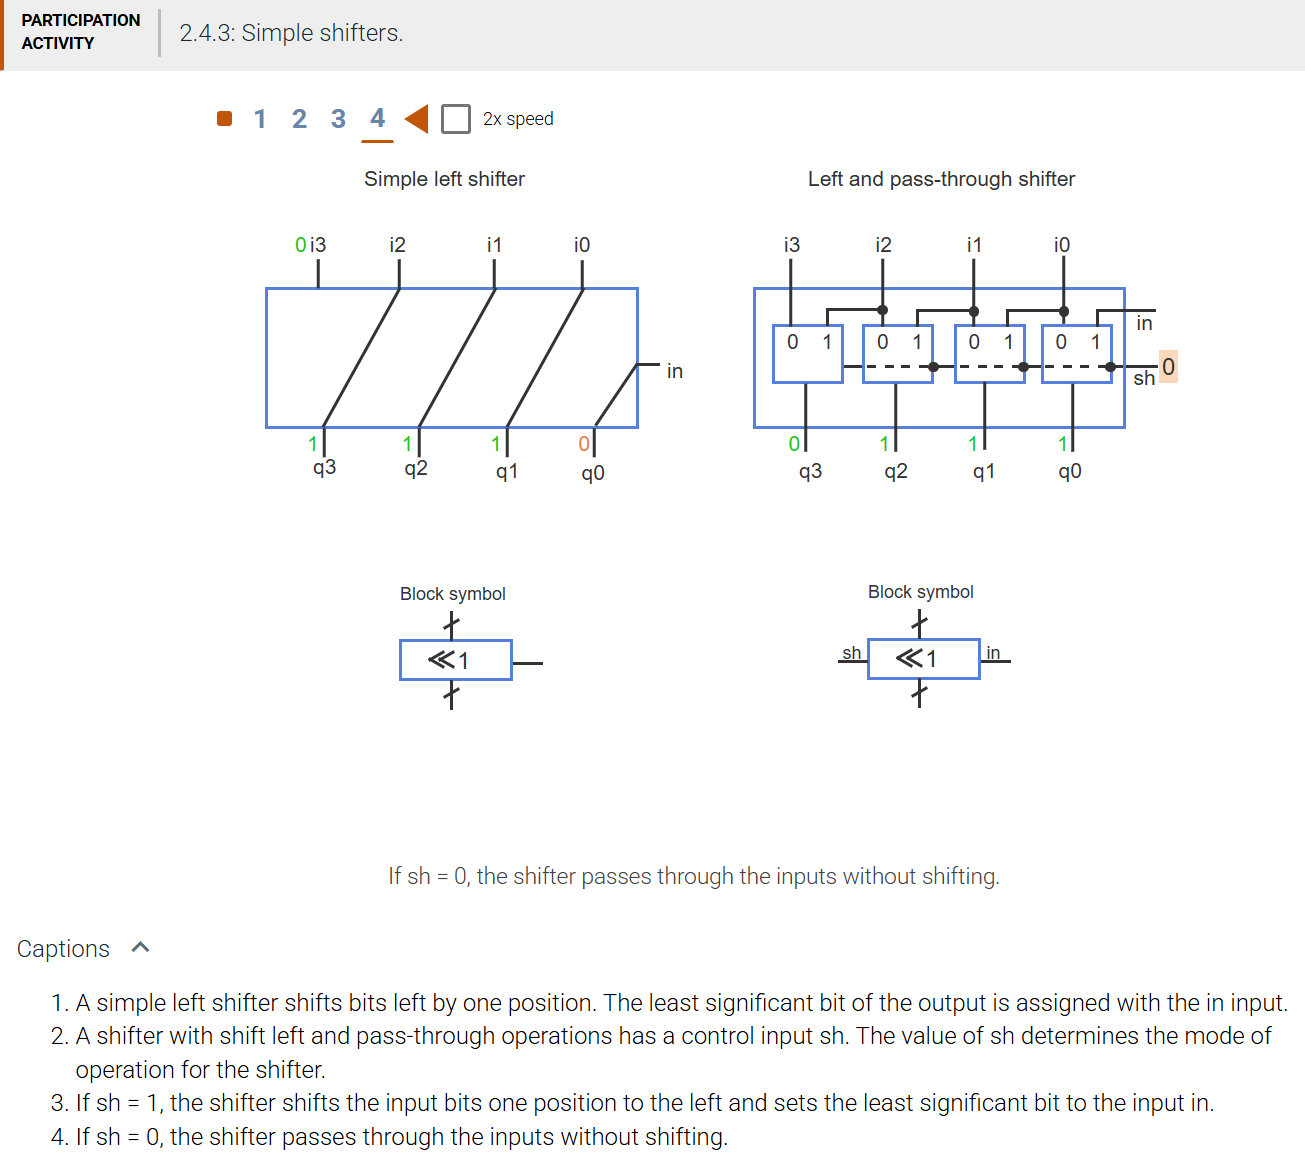 PARTICIPATION
ACTIVITY
2.4.3: Simple shifters.
1 2 3 4 2x speed
Simple left shifter
0 i3 i2 i1 i0
in
1 1 1 0
q3 q2 q1 q0
Left and pass-through shifter
i3 i2 i1 i0
in
0 1 0 1 0 1 0 1
sh 0
0 1 1 1
q3 q2 q1 q0
Block symbol
≪1
Block symbol
sh ≪1 in
If sh = 0, the shifter passes through the inputs without shifting.
Captions
1. A simple left shifter shifts bits left by one position. The least significant bit of the output is assigned with the in input.
2. A shifter with shift left and pass-through operations has a control input sh. The value of sh determines the mode of
operation for the shifter.
3. If sh = 1, the shifter shifts the input bits one position to the left and sets the least significant bit to the input in.
4. If sh = 0, the shifter passes through the inputs without shifting.